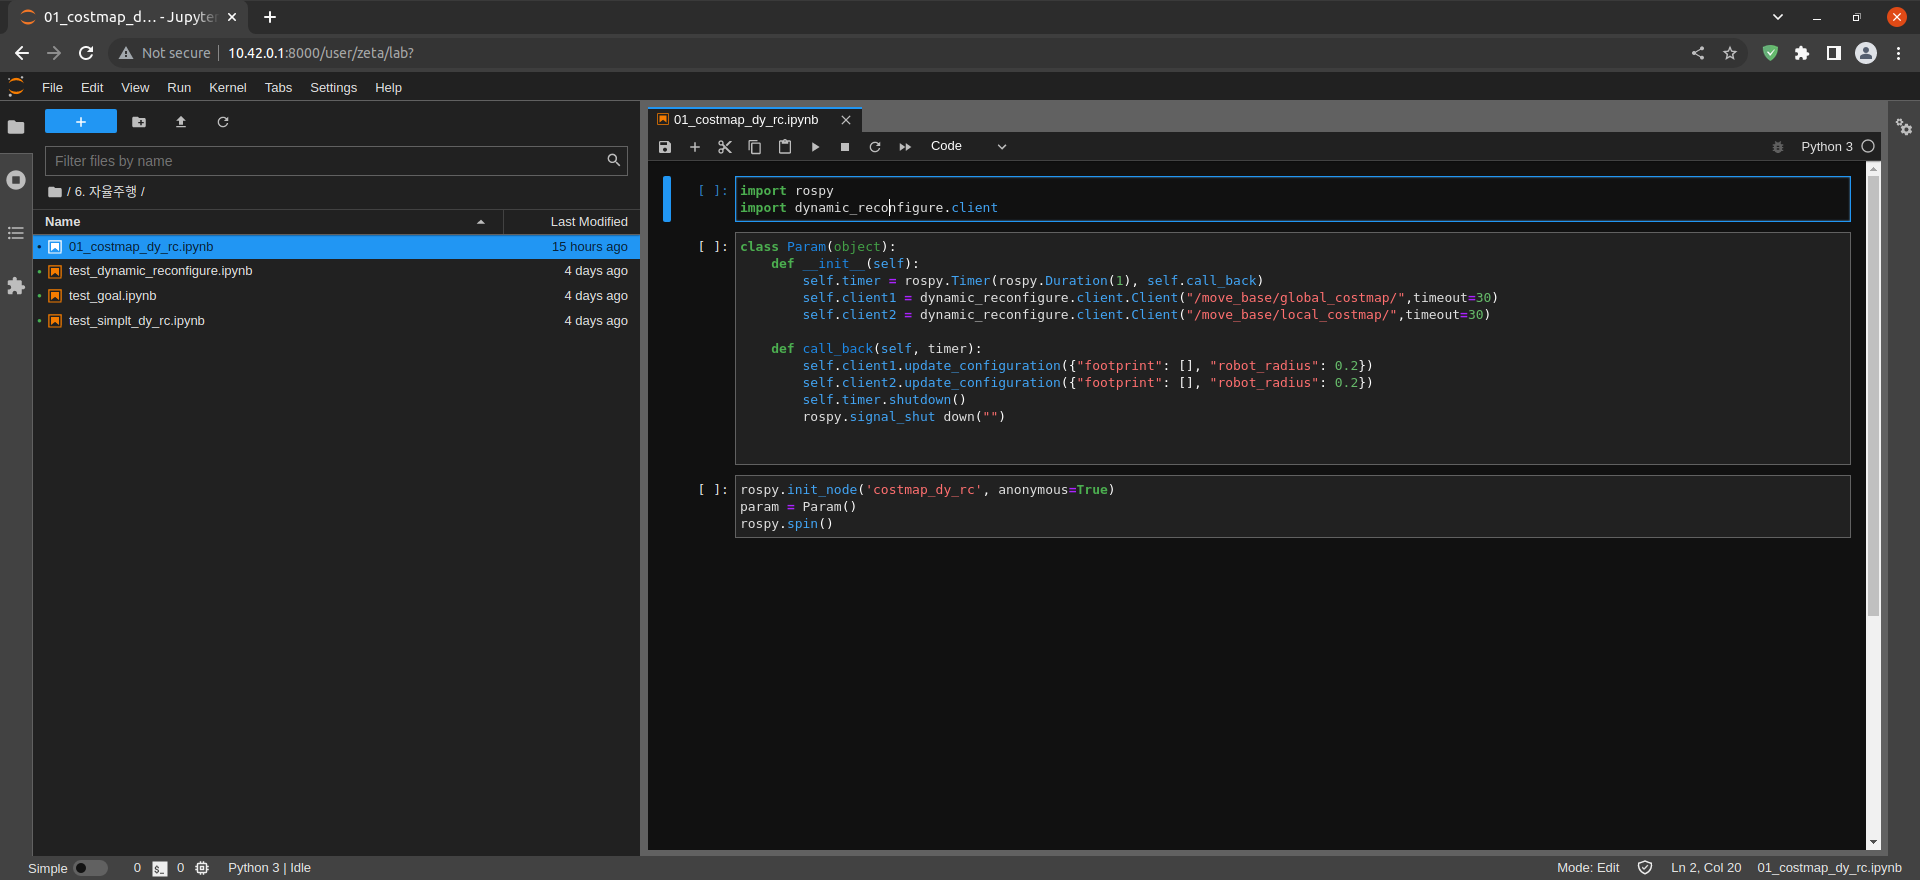 01_costmap_d... - Jupyter
Not secure
10.42.0.1:8000/user/zeta/lab?
File Edit View Run Kernel Tabs Settings Help
Filter files by name
/ 6. 자율주행 /
Name Last Modified
01_costmap_dy_rc.ipynb 15 hours ago
test_dynamic_reconfigure.ipynb 4 days ago
test_goal.ipynb 4 days ago
test_simplt_dy_rc.ipynb 4 days ago
01_costmap_dy_rc.ipynb
Code
Python 3
[ ]: import rospy
import dynamic_reconfigure.client
[ ]: class Param(object):
    def __init__(self):
        self.timer = rospy.Timer(rospy.Duration(1), self.call_back)
        self.client1 = dynamic_reconfigure.client.Client("/move_base/global_costmap/",timeout=30)
        self.client2 = dynamic_reconfigure.client.Client("/move_base/local_costmap/",timeout=30)
    def call_back(self, timer):
        self.client1.update_configuration({"footprint": [], "robot_radius": 0.2})
        self.client2.update_configuration({"footprint": [], "robot_radius": 0.2})
        self.timer.shutdown()
        rospy.signal_shut down("")
[ ]: rospy.init_node('costmap_dy_rc', anonymous=True)
param = Param()
rospy.spin()
Simple 0 $_ 0 Python 3 | Idle
Mode: Edit Ln 2, Col 20 01_costmap_dy_rc.ipynb